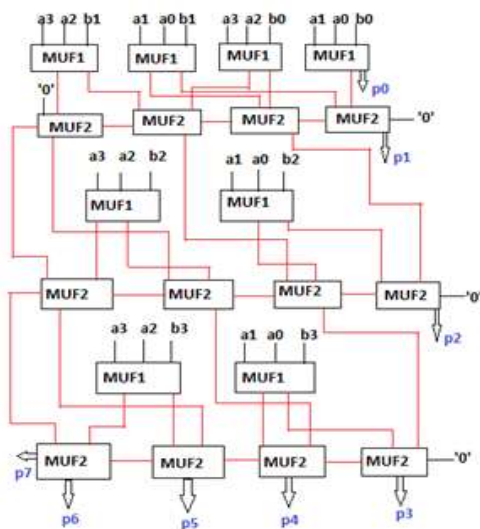 a3 a2 b1 a1 a0 b1 a3 a2 b0 a1 a0 b0
MUF1 MUF1 MUF1 MUF1
'0' p0
MUF2 MUF2 MUF2 MUF2 '0'
p1
a3 a2 b2 a1 a0 b2
MUF1 MUF1
MUF2 MUF2 MUF2 MUF2 '0'
p2
a3 a2 b3 a1 a0 b3
MUF1 MUF1
MUF2 MUF2 MUF2 MUF2 '0'
p7
p6 p5 p4 p3